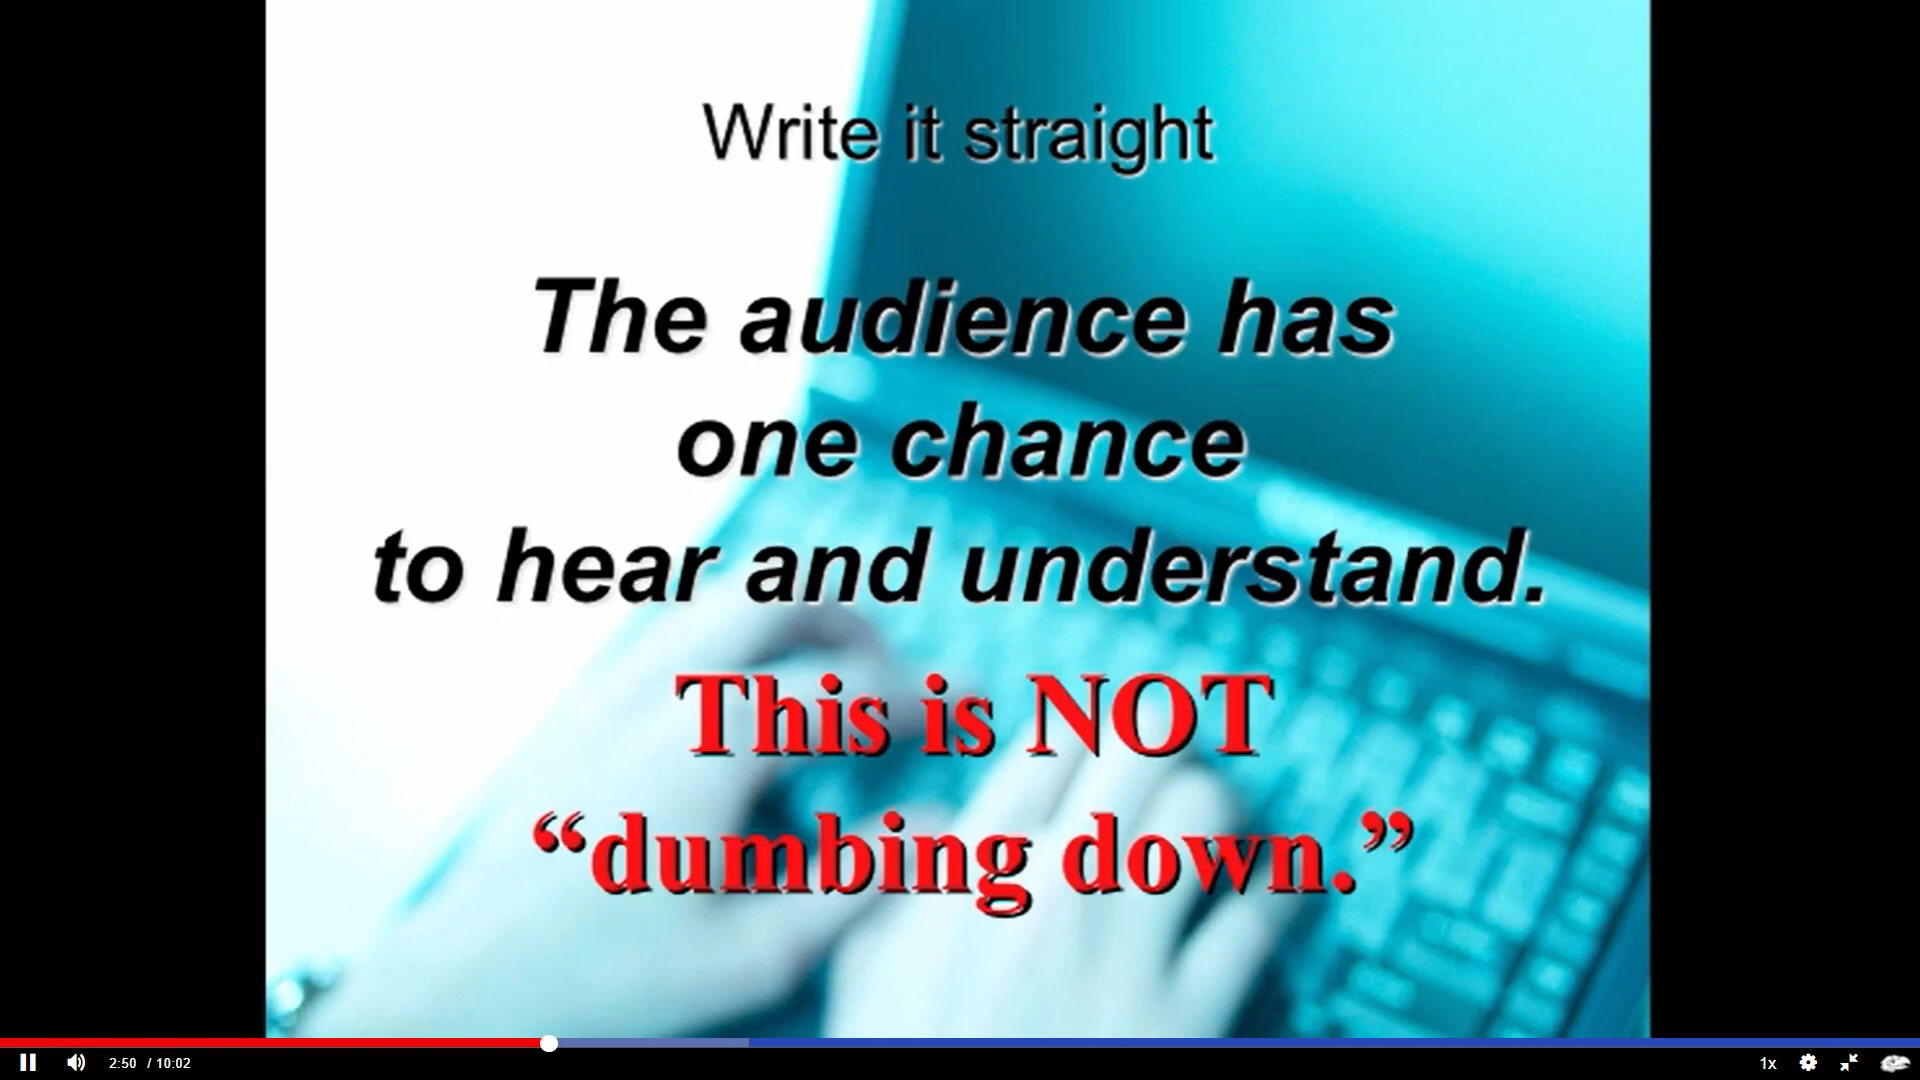 Write it straight
The audience has
one chance
to hear and understand.
This is NOT
“dumbing down.”
2:50 / 10:02
1x